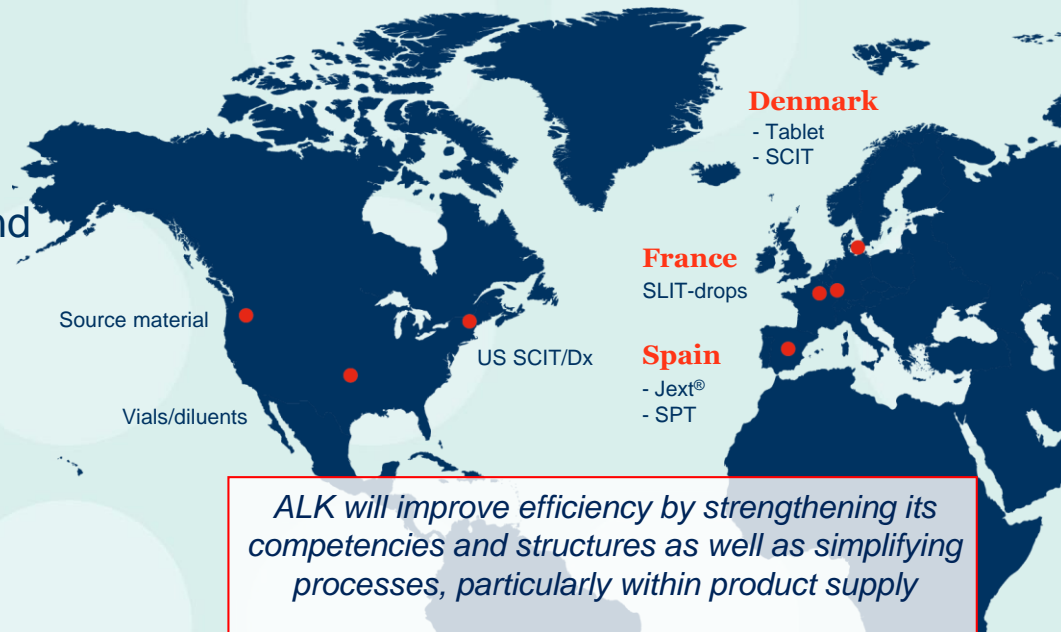 Denmark
- Tablet
- SCIT
nd
France
SLIT-drops
Source material
US SCIT/Dx
Spain
- Jext®
- SPT
Vials/diluents
ALK will improve efficiency by strengthening its
competencies and structures as well as simplifying
processes, particularly within product supply